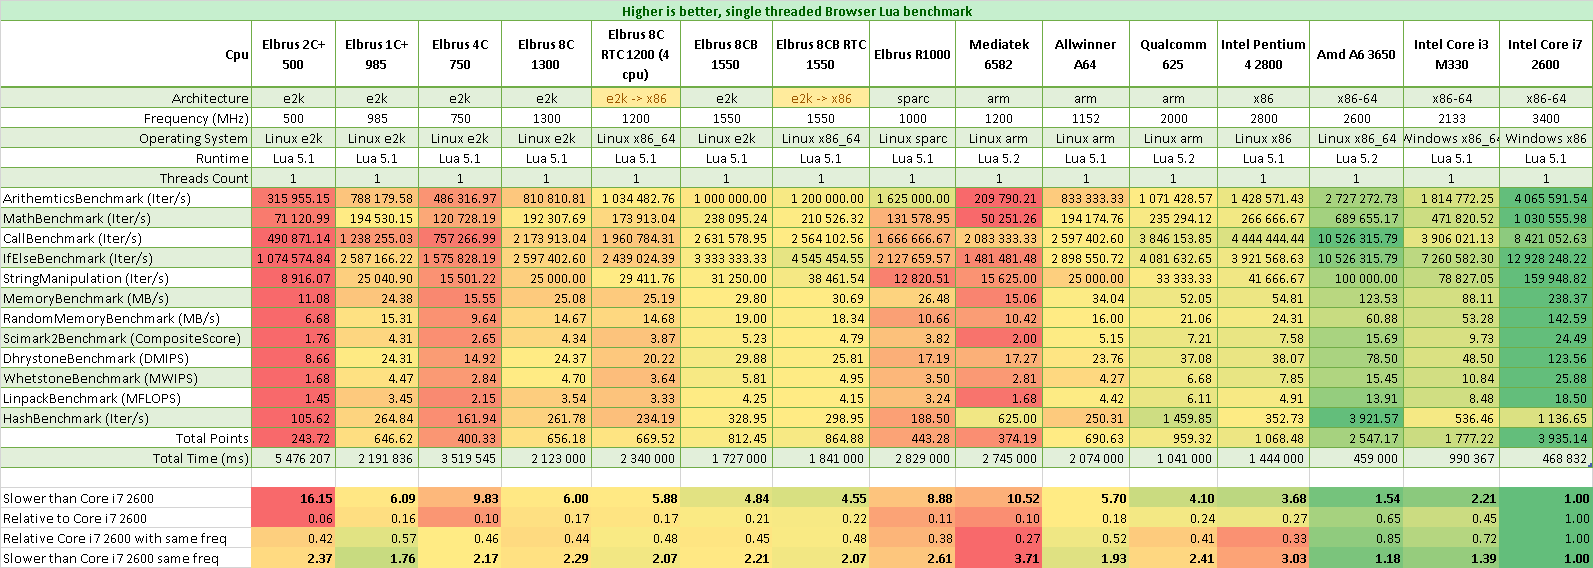 Higher is better, single threaded Browser Lua benchmark
Cpu Elbrus 2C+ 500 Elbrus 1C+ 985 Elbrus 4C 750 Elbrus 8C 1300 Elbrus 8C RTC 1200 (4 cpu) Elbrus 8CB 1550 Elbrus 8CB RTC 1550 Elbrus R1000 Mediatek 6582 Allwinner A64 Qualcomm 625 Intel Pentium 4 2800 Amd A6 3650 Intel Core i3 M330 Intel Core i7 2600
Architecture e2k e2k e2k e2k e2k -> x86 e2k e2k -> x86 sparc arm arm arm x86 x86-64 x86-64 x86-64
Frequency (MHz) 500 985 750 1300 1200 1550 1550 1000 1200 1152 2000 2800 2600 2133 3400
Operating System Linux e2k Linux e2k Linux e2k Linux e2k Linux x86_64 Linux e2k Linux x86_64 Linux sparc Linux arm Linux arm Linux arm Linux x86 Linux x86_64 Windows x86_64 Windows x86
Runtime Lua 5.1 Lua 5.1 Lua 5.1 Lua 5.1 Lua 5.1 Lua 5.1 Lua 5.1 Lua 5.1 Lua 5.2 Lua 5.1 Lua 5.1 Lua 5.1 Lua 5.2 Lua 5.1 Lua 5.1
Threads Count 1 1 1 1 1 1 1 1 1 1 1 1 1 1 1
ArithemticsBenchmark (Iter/s) 315 955.15 788 179.58 486 316.97 810 810.81 1 034 482.76 1 000 000.00 1 200 000.00 1 625 000.00 209 790.21 833 333.33 1 071 428.57 1 428 571.43 2 727 272.73 1 814 772.25 4 065 591.54
MathBenchmark (Iter/s) 71 120.99 194 530.15 120 728.19 192 307.69 173 913.04 238 095.24 210 526.32 131 578.95 50 251.26 194 174.76 235 294.12 266 666.67 689 655.17 471 820.52 1 030 555.98
CallBenchmark (Iter/s) 490 871.14 1 238 255.03 757 266.99 2 173 913.04 1 960 784.31 2 631 578.95 2 564 102.56 1 666 666.67 2 083 333.33 2 597 402.60 3 846 153.85 4 444 444.44 10 526 315.79 3 906 021.13 8 421 052.63
IfElseBenchmark (Iter/s) 1 074 574.84 2 587 166.22 1 575 828.19 2 597 402.60 2 439 024.39 3 333 333.33 4 545 454.55 2 127 659.57 1 481 481.48 2 898 550.72 4 081 632.65 3 921 568.63 10 526 315.79 7 260 582.30 12 928 248.22
StringManipulation (Iter/s) 8 916.07 25 040.90 15 501.22 25 000.00 29 411.76 31 250.00 38 461.54 12 820.51 15 625.00 25 000.00 33 333.33 41 666.67 100 000.00 78 827.05 159 948.82
MemoryBenchmark (MB/s) 11.08 24.38 15.55 25.08 25.19 29.80 30.69 26.48 15.06 34.04 52.05 54.81 123.53 88.11 238.37
RandomMemoryBenchmark (MB/s) 6.68 15.31 9.64 14.67 14.68 19.00 18.34 10.66 10.42 16.00 21.06 24.31 60.88 53.28 142.59
Scimark2Benchmark (CompositeScore) 1.76 4.31 2.65 4.34 3.87 5.23 4.79 3.82 2.00 5.15 7.21 7.58 15.69 9.73 24.49
DhrystoneBenchmark (DMIPS) 8.66 24.31 14.92 24.37 20.22 29.88 25.81 17.19 17.27 23.76 37.08 38.07 78.50 48.50 123.56
WhetstoneBenchmark (MWIPS) 1.68 4.47 2.84 4.70 3.64 5.81 4.95 3.50 2.81 4.27 6.68 7.85 15.45 10.84 25.88
LinpackBenchmark (MFLOPS) 1.45 3.45 2.15 3.54 3.33 4.25 4.15 3.24 1.68 4.42 6.11 4.91 13.91 8.48 18.50
HashBenchmark (Iter/s) 105.62 264.84 161.94 261.78 234.19 328.95 298.95 188.50 625.00 250.31 1 459.85 352.73 3 921.57 536.46 1 136.65
Total Points 243.72 646.62 400.33 656.18 669.52 812.45 864.88 443.28 374.19 690.63 959.32 1 068.48 2 547.17 1 777.22 3 935.14
Total Time (ms) 5 476 207 2 191 836 3 519 545 2 123 000 2 340 000 1 727 000 1 841 000 2 829 000 2 745 000 2 074 000 1 041 000 1 444 000 459 000 990 367 468 832
Slower than Core i7 2600 16.15 6.09 9.83 6.00 5.88 4.84 4.55 8.88 10.52 5.70 4.10 3.68 1.54 2.21 1.00
Relative to Core i7 2600 0.06 0.16 0.10 0.17 0.17 0.21 0.22 0.11 0.10 0.18 0.24 0.27 0.65 0.45 1.00
Relative Core i7 2600 with same freq 0.42 0.57 0.46 0.44 0.48 0.45 0.48 0.38 0.27 0.52 0.41 0.33 0.85 0.72 1.00
Slower than Core i7 2600 same freq 2.37 1.76 2.17 2.29 2.07 2.21 2.07 2.61 3.71 1.93 2.41 3.03 1.18 1.39 1.00